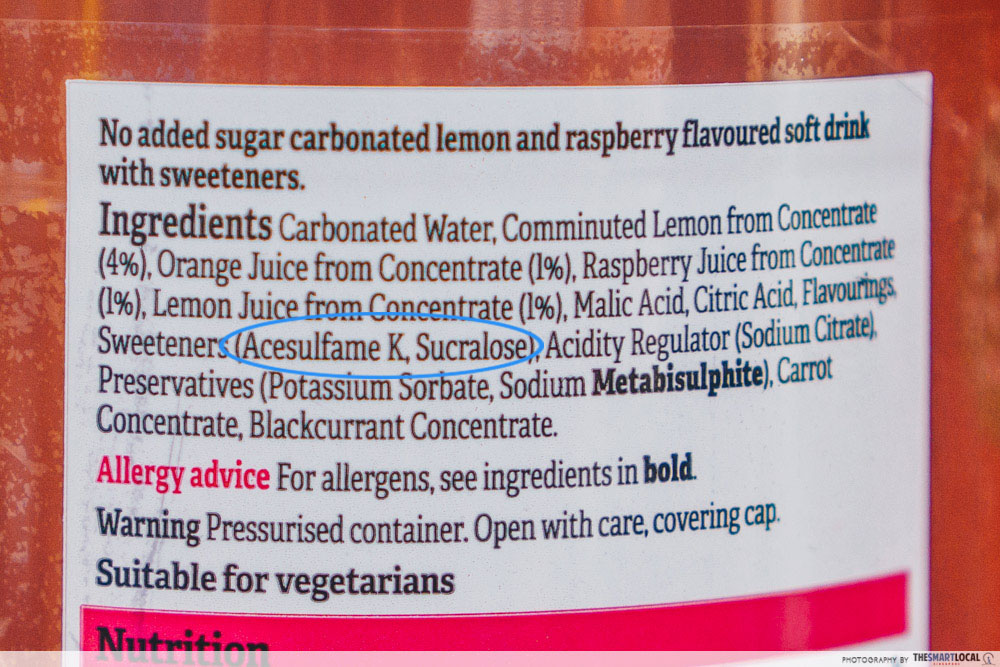 No added sugar carbonated lemon and raspberry flavoured soft drink
with sweeteners.
Ingredients Carbonated Water, Comminuted Lemon from Concentrate
(4%), Orange Juice from Concentrate (1%), Raspberry Juice from Concentrate
(1%), Lemon Juice from Concentrate (1%), Malic Acid, Citric Acid, Flavourings,
Sweeteners (Acesulfame K, Sucralose), Acidity Regulator (Sodium Citrate),
Preservatives (Potassium Sorbate, Sodium Metabisulphite), Carrot
Concentrate, Blackcurrant Concentrate.
Allergy advice For allergens, see ingredients in bold.
Warning Pressurised container. Open with care, covering cap.
Suitable for vegetarians
Nutrition
PHOTOGRAPHY BY THESMARTLOCAL